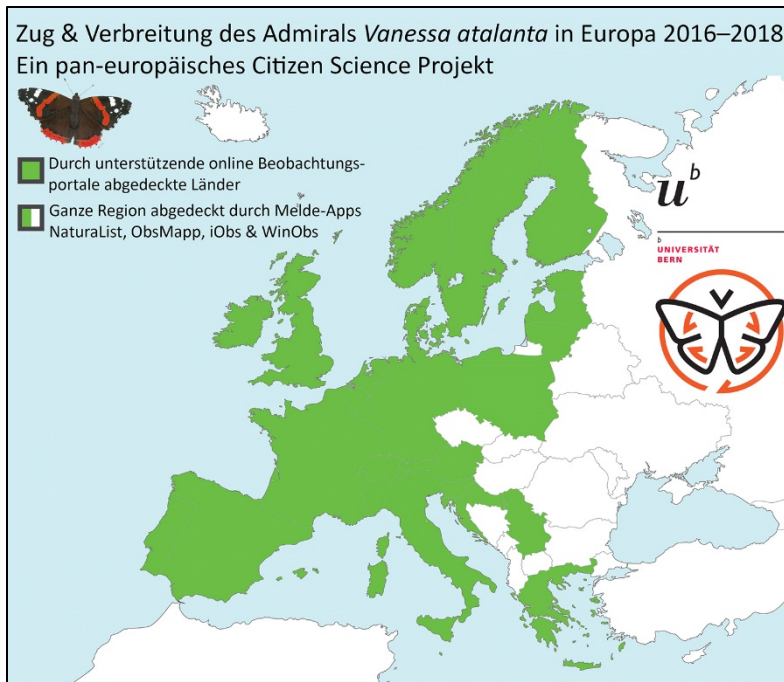 Zug & Verbreitung des Admirals Vanessa atalanta in Europa 2016–2018
Ein pan-europäisches Citizen Science Projekt
Durch unterstützende online Beobachtungs-
portale abgedeckte Länder
Ganze Region abgedeckt durch Melde-Apps
NaturaList, ObsMapp, iObs & WinObs
u b
b
UNIVERSITÄT
BERN